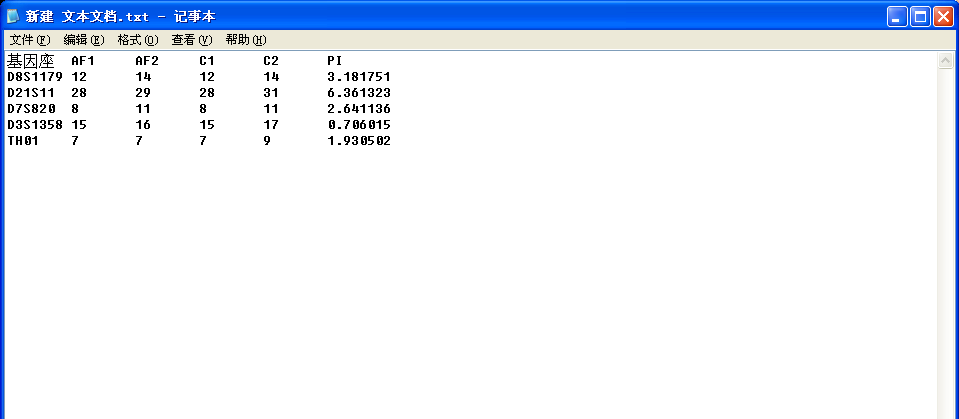 新建 文本文档.txt - 记事本
文件(F) 编辑(E) 格式(O) 查看(V) 帮助(H)
基因座 AF1 AF2 C1 C2 PI
D8S1179 12 14 12 14 3.181751
D21S11 28 29 28 31 6.361323
D7S820 8 11 8 11 2.641136
D3S1358 15 16 15 17 0.706015
TH01 7 7 7 9 1.930502